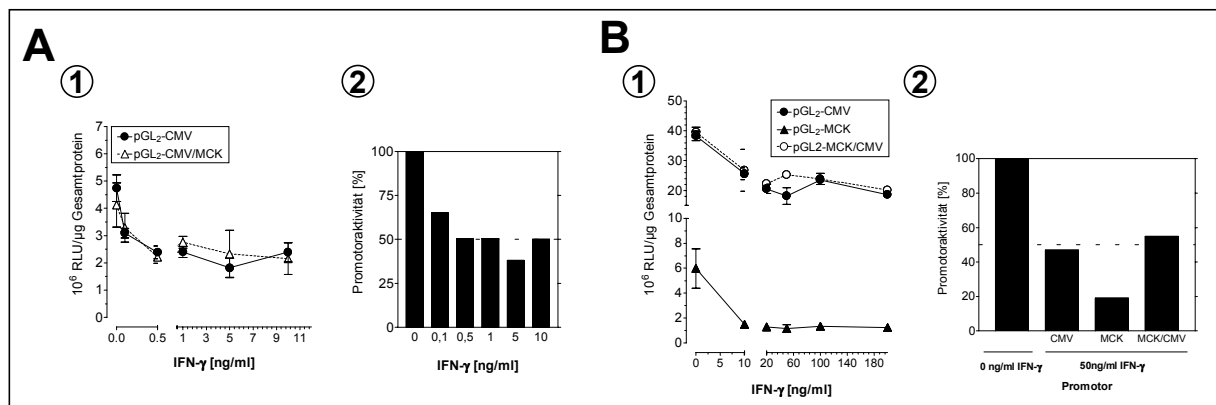 A
1
7
6
5
4
3
2
1
0
10⁶ RLU/µg Gesamtprotein
pGL₂-CMV
pGL₂-CMV/MCK
0.0 0.5 1 3 5 7 9 11
IFN-γ [ng/ml]
2
100
75
50
25
0
Promotoraktivität [%]
0 0,1 0,5 1 5 10
IFN-γ [ng/ml]
B
1
50
40
30
20
10
8
6
4
2
0
10⁶ RLU/µg Gesamtprotein
pGL₂-CMV
pGL₂-MCK
pGL2-MCK/CMV
0 10 20 60 100 140 180
IFN-γ [ng/ml]
2
100
80
60
40
20
0
Promotoraktivität [%]
CMV MCK MCK/CMV
0 ng/ml IFN-γ 50ng/ml IFN-γ
Promotor